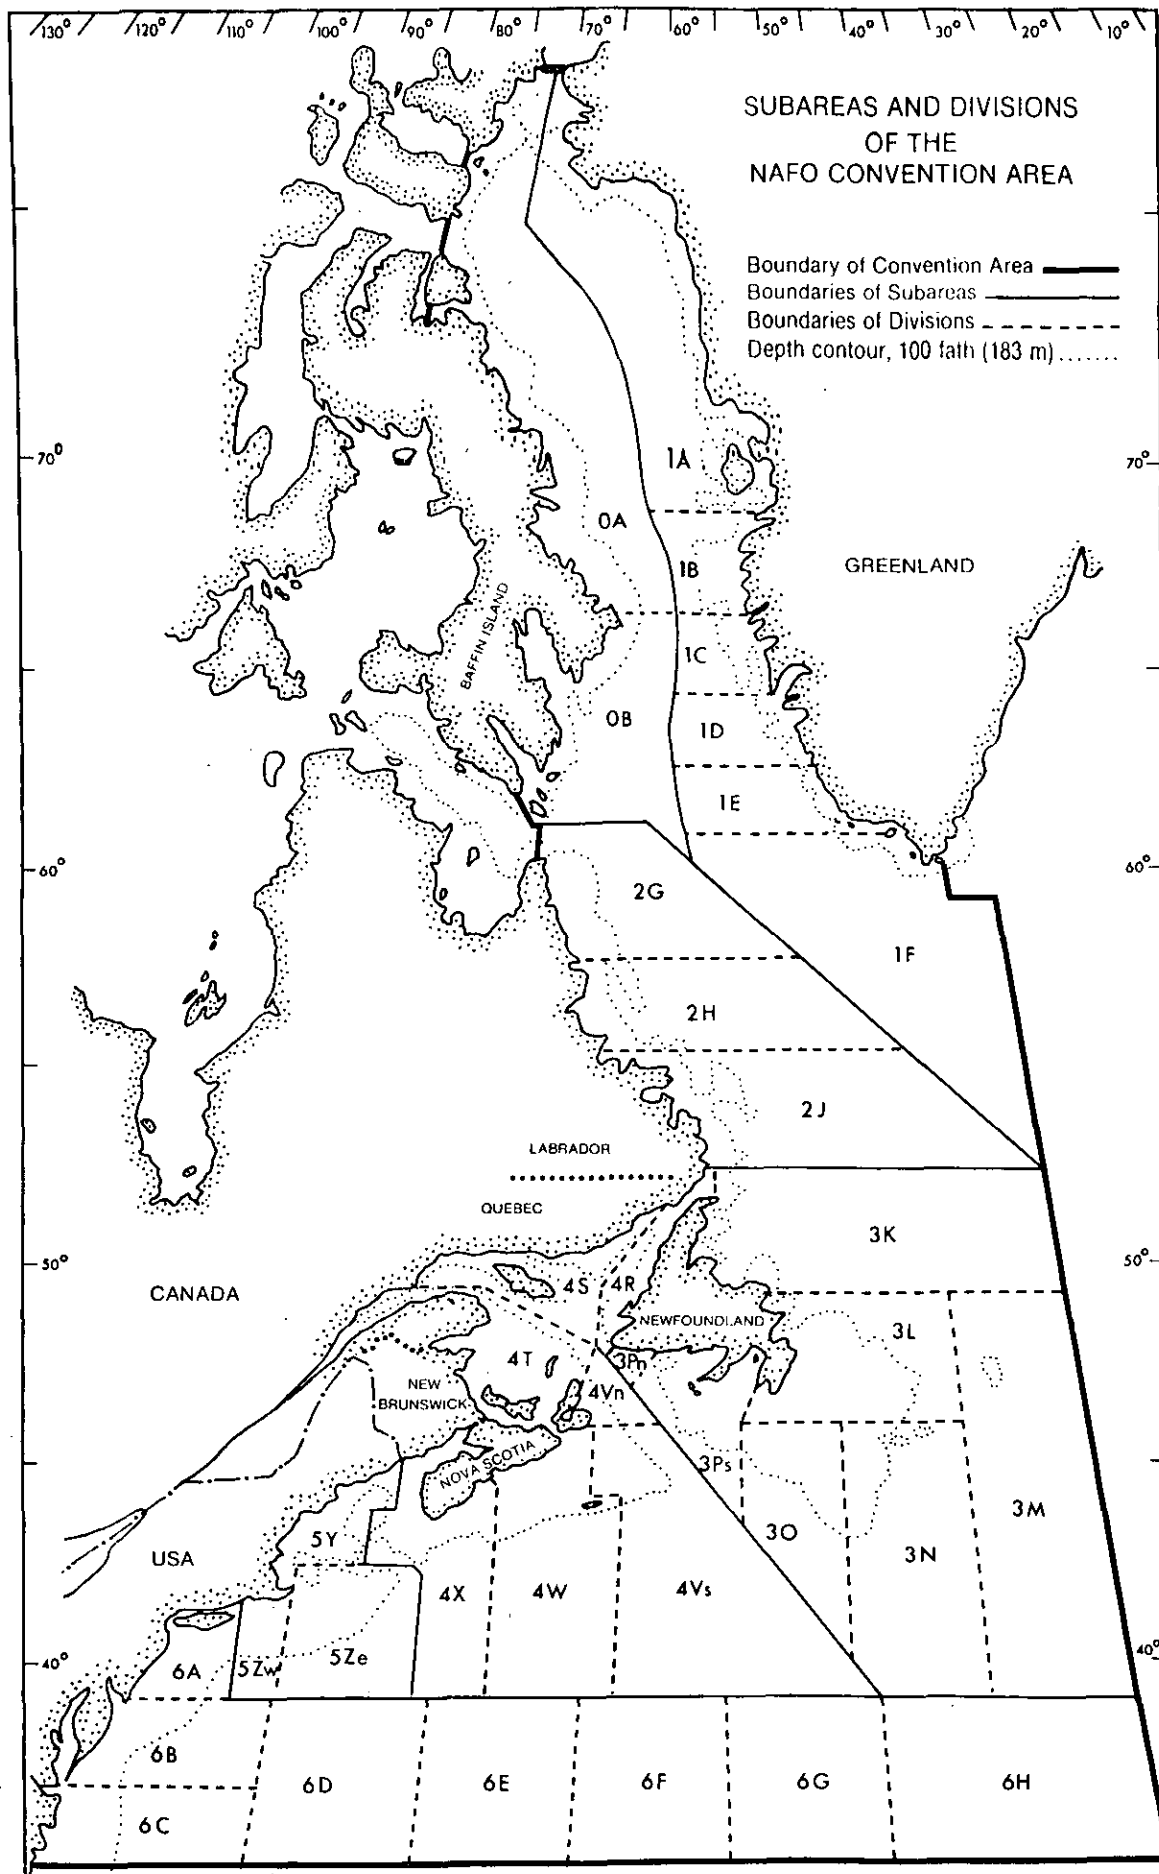 130° 120° 110° 100° 90° 80° 70° 60° 50° 40° 30° 20° 10°
SUBAREAS AND DIVISIONS
OF THE
NAFO CONVENTION AREA
Boundary of Convention Area
Boundaries of Subareas
Boundaries of Divisions
Depth contour, 100 fath (183 m)
70° 70°
1A
0A
1B
GREENLAND
BAFFIN ISLAND
1C
0B
1D
1E
60° 60°
2G
1F
2H
2J
LABRADOR
QUEBEC
3K
50° 50°
CANADA
4S 4R
NEWFOUNDLAND
3L
4T
3Pn
NEW
BRUNSWICK
4Vn
NOVA SCOTIA
3Ps
3M
5Y
3O
3N
USA
4X 4W 4Vs
40° 40°
6A 5Zw 5Ze
6B
6D 6E 6F 6G 6H
6C